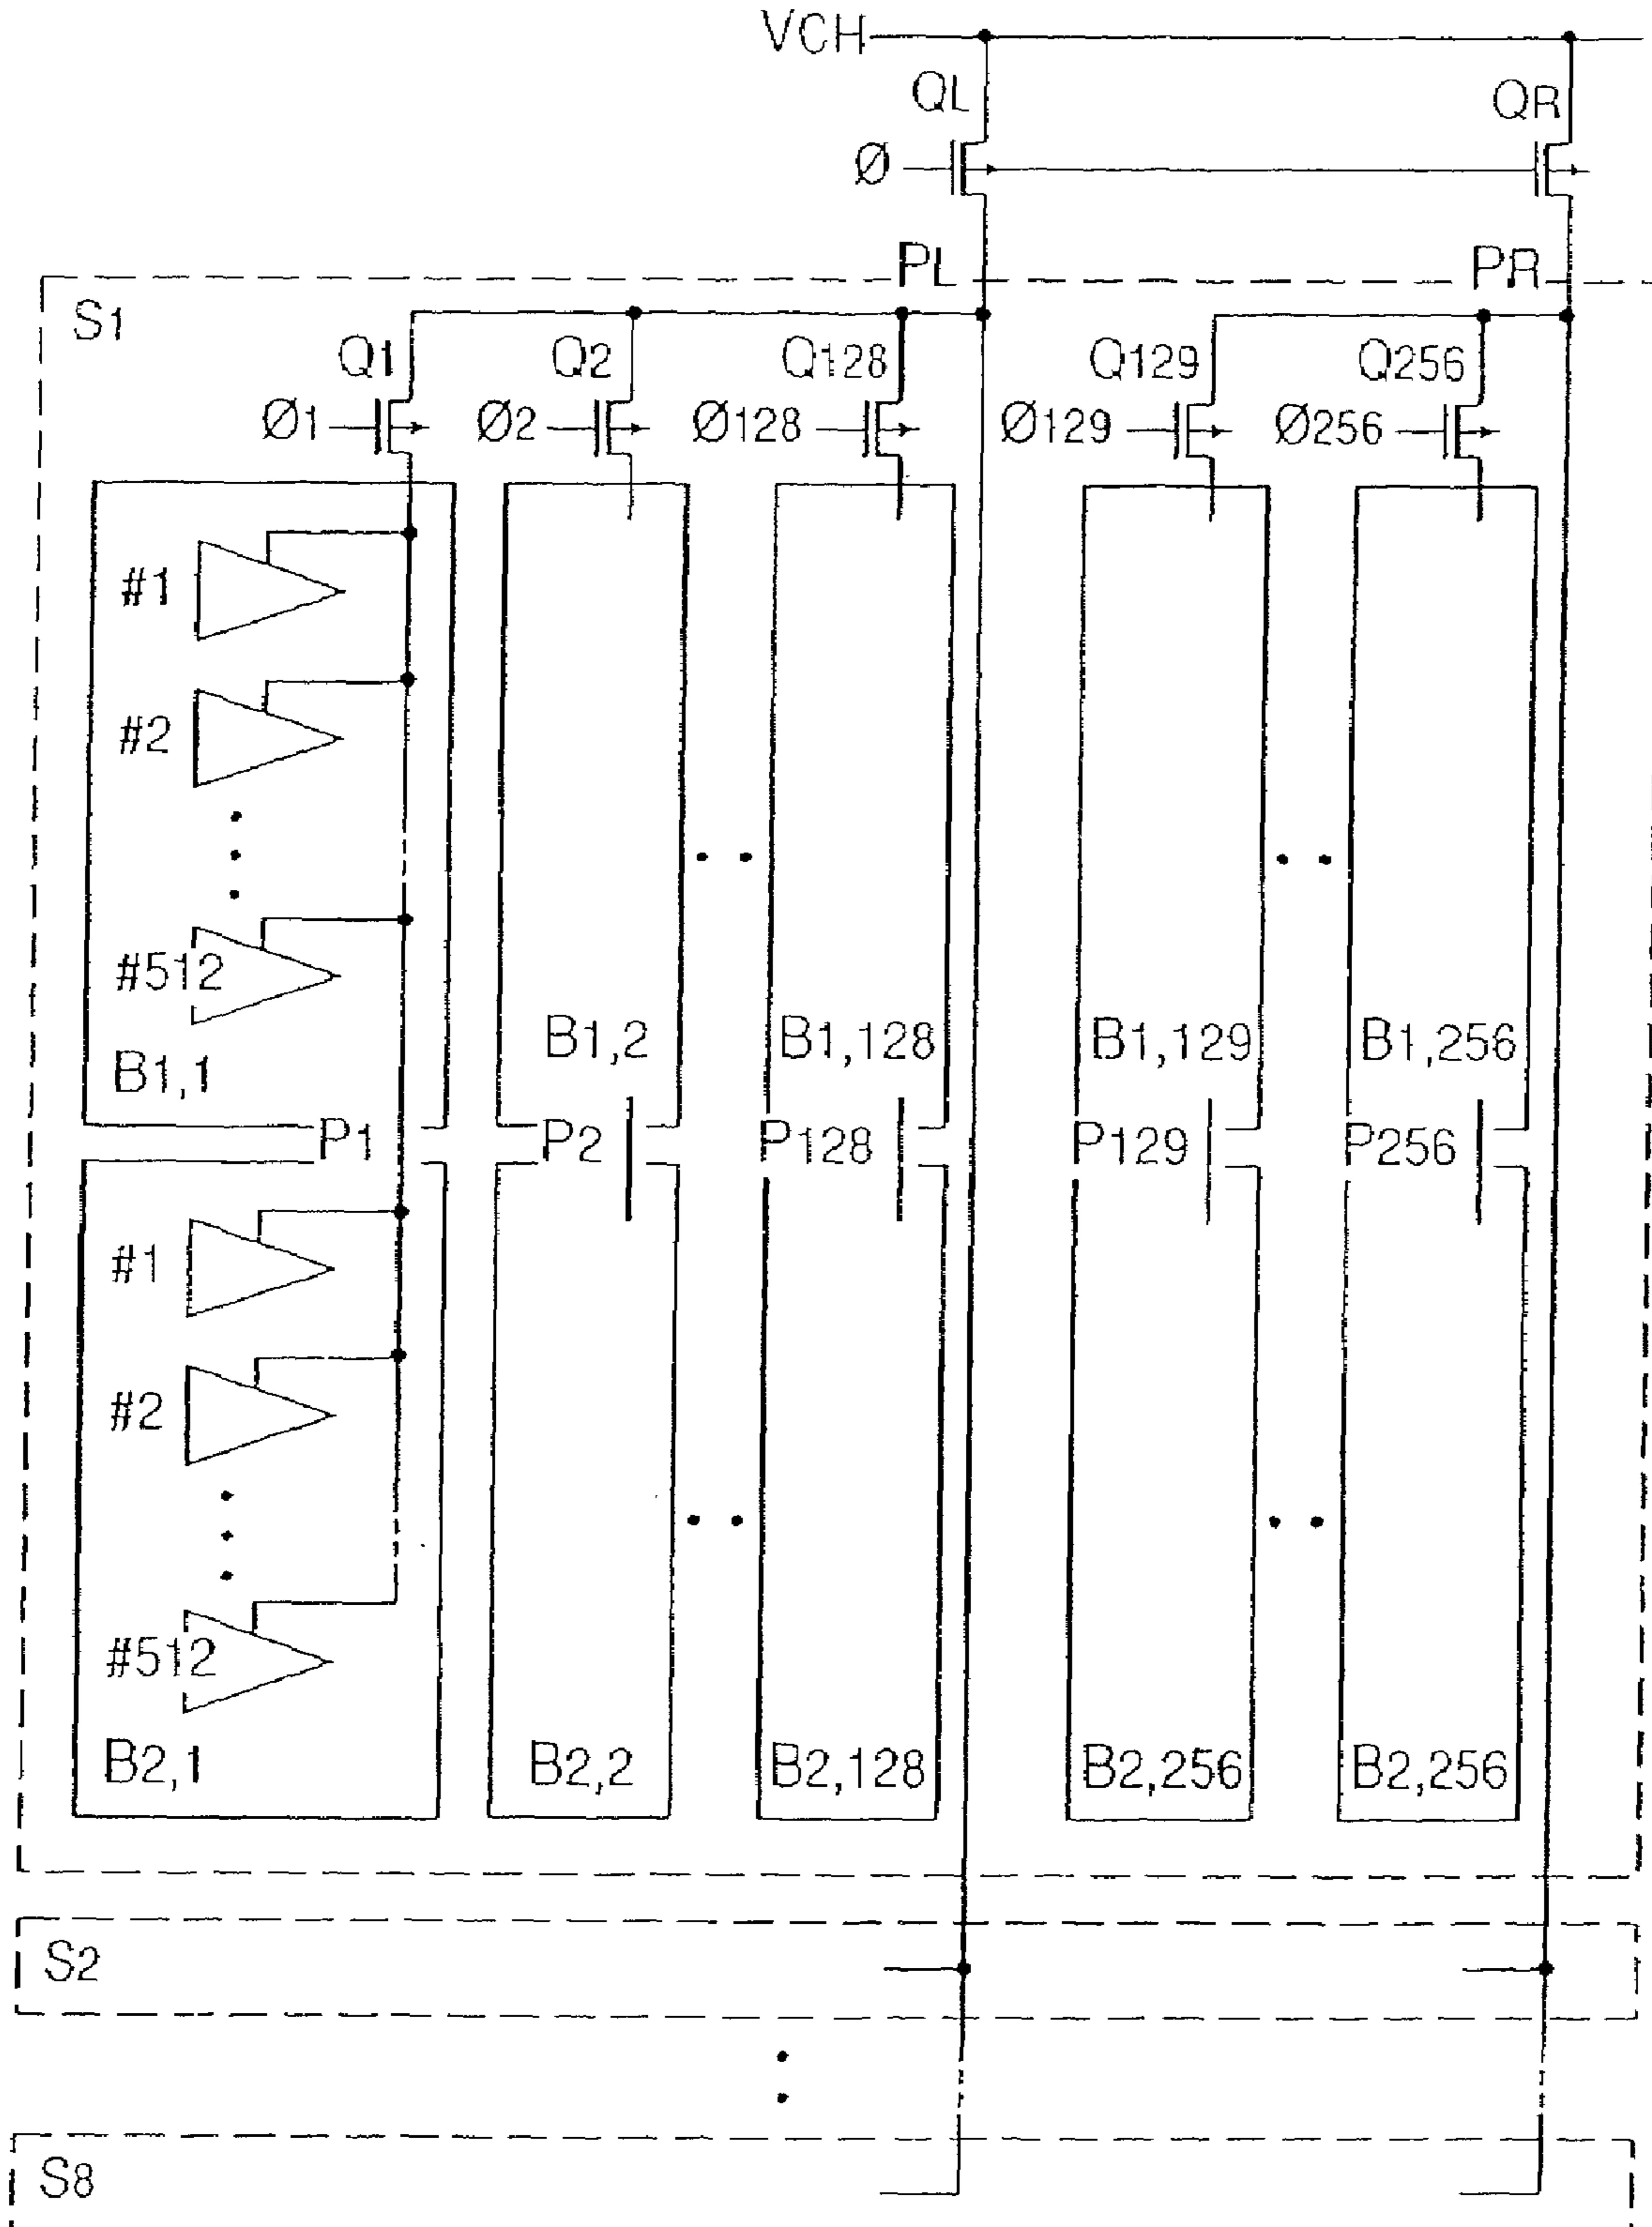 VCH
QL QR
Ø
PL PR
S1
Q1 Q2 Q128 Q129 Q256
Ø1 Ø2 Ø128 Ø129 Ø256
#1
#2
#512
B1,1 B1,2 B1,128 B1,129 B1,256
P1 P2 P128 P129 P256
#1
#2
#512
B2,1 B2,2 B2,128 B2,256 B2,256
S2
S8